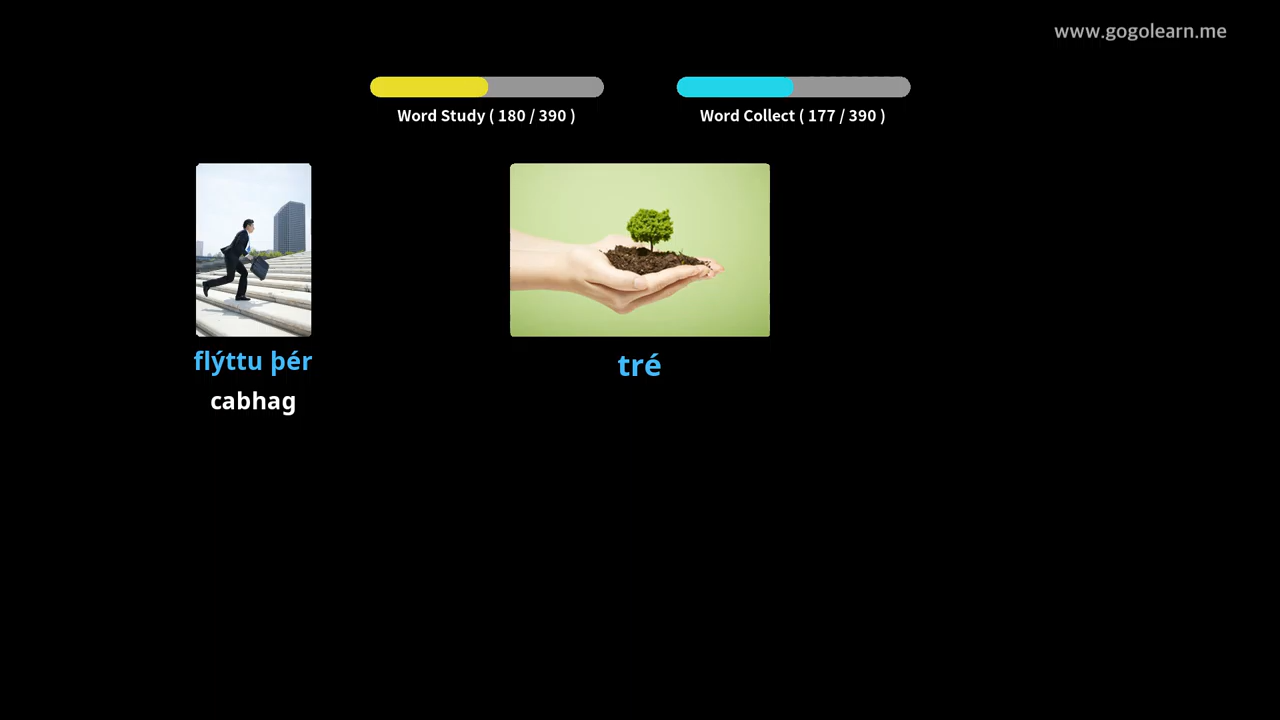 www.gogolearn.me
Word Study ( 180 / 390 )
Word Collect ( 177 / 390 )
flýttu þér
cabhag
tré